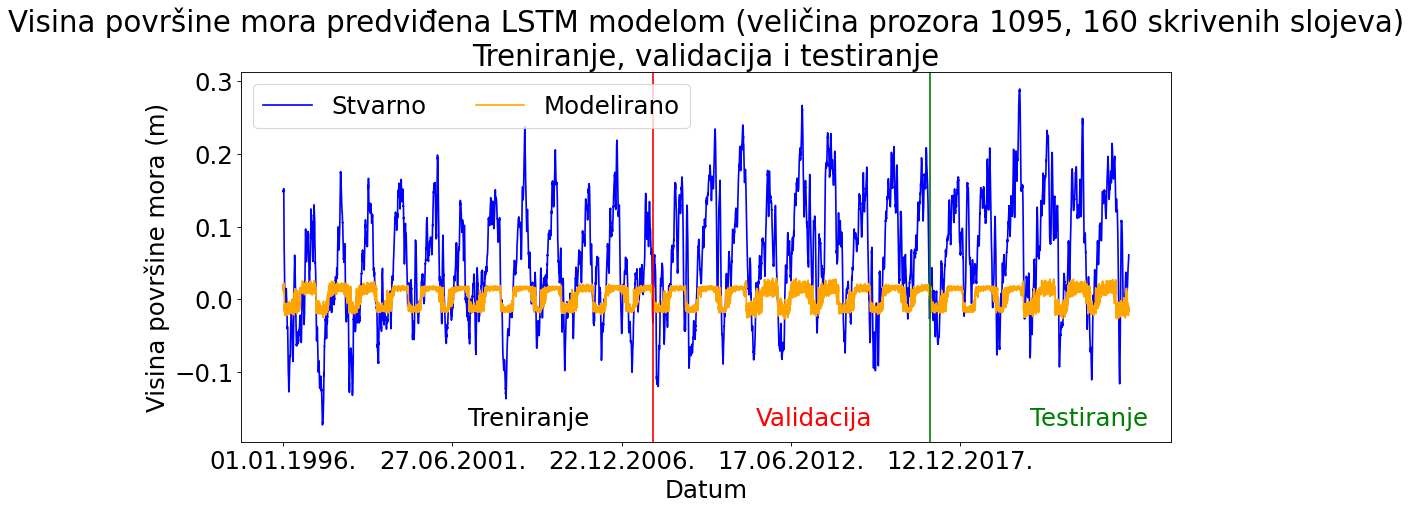 Visina površine mora predviđena LSTM modelom (veličina prozora 1095, 160 skrivenih slojeva)
Treniranje, validacija i testiranje
Stvarno
Modelirano
Visina površine mora (m)
0.3
0.2
0.1
0.0
−0.1
Treniranje
Validacija
Testiranje
01.01.1996.
27.06.2001.
22.12.2006.
17.06.2012.
12.12.2017.
Datum